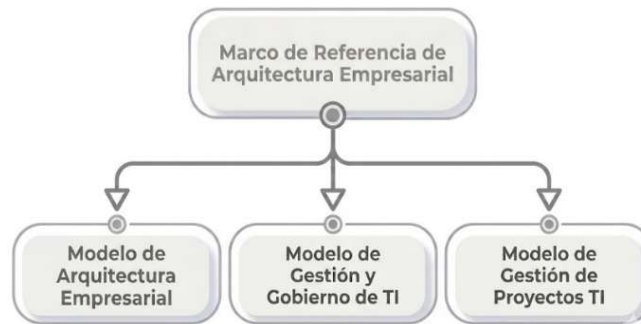 Marco de Referencia de
Arquitectura Empresarial
Modelo de
Arquitectura
Empresarial
Modelo de
Gestión y
Gobierno de TI
Modelo de
Gestión de
Proyectos TI